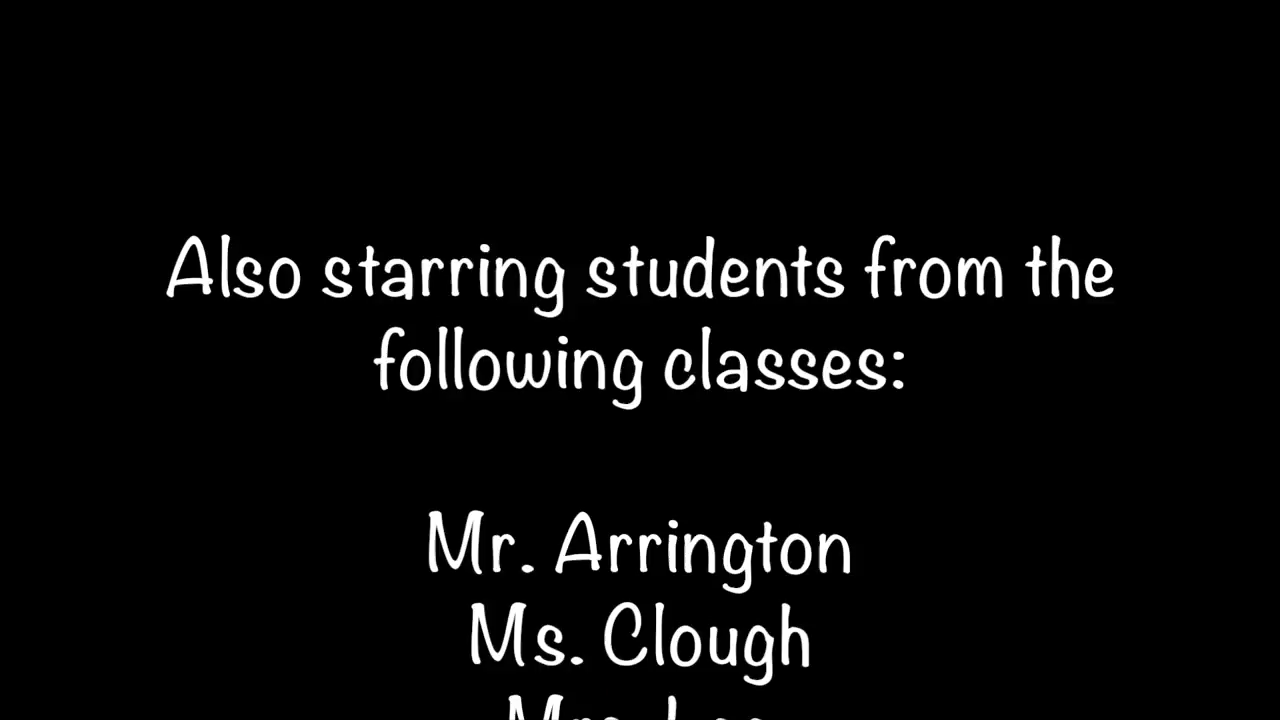 Also starring students from the
following classes:
Mr. Arrington
Ms. Clough